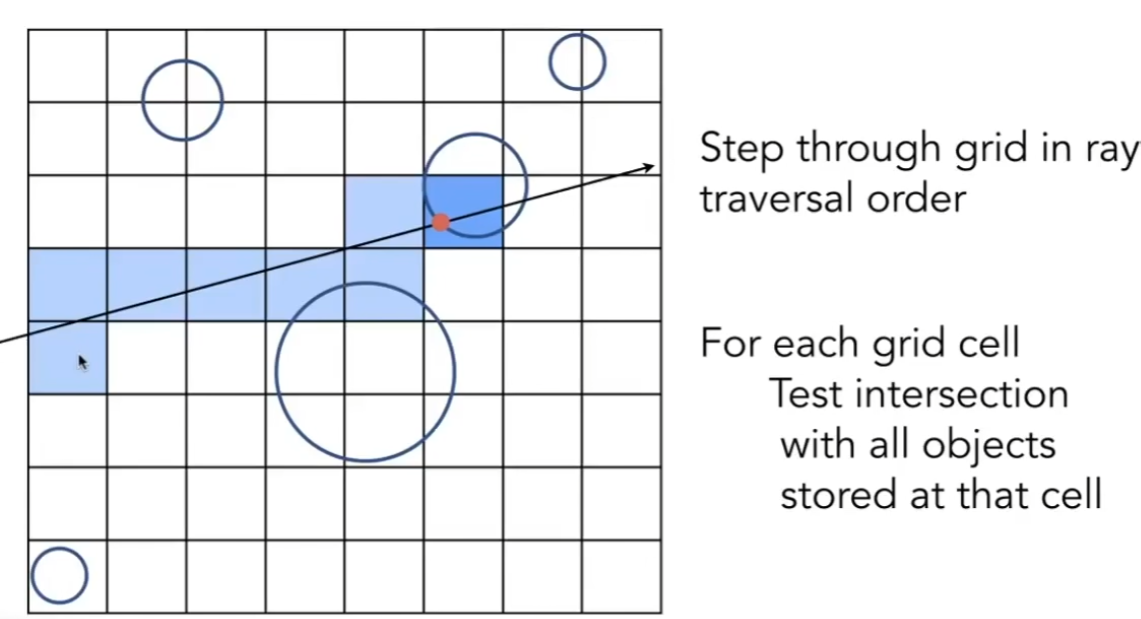 Step through grid in ray
traversal order
For each grid cell
Test intersection
with all objects
stored at that cell